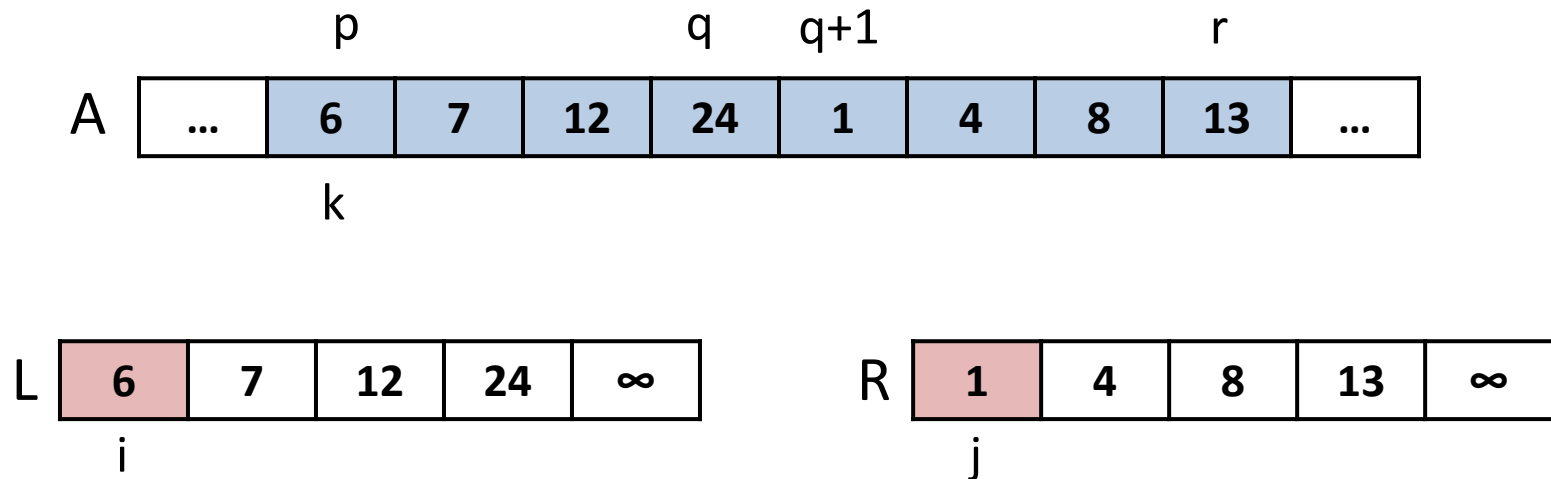 p q q+1 r
A ... 6 7 12 24 1 4 8 13 ...
k
L 6 7 12 24 ∞ R 1 4 8 13 ∞
i j